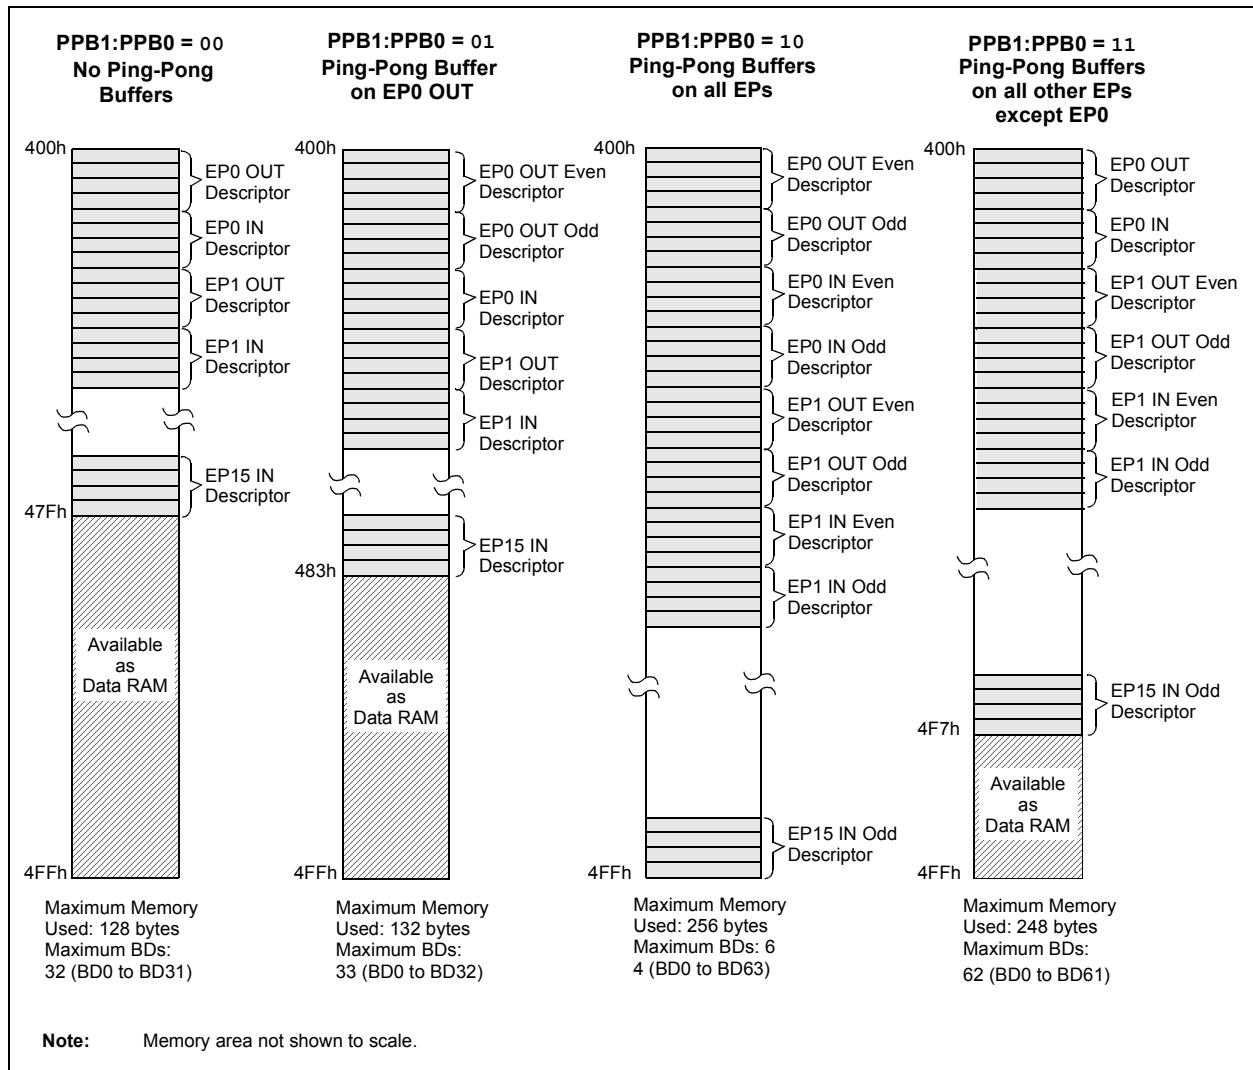 PPB1:PPB0 = 00
No Ping-Pong
Buffers
400h
EP0 OUT
Descriptor
EP0 IN
Descriptor
EP1 OUT
Descriptor
EP1 IN
Descriptor
EP15 IN
Descriptor
47Fh
Available
as
Data RAM
4FFh
Maximum Memory
Used: 128 bytes
Maximum BDs:
32 (BD0 to BD31)
PPB1:PPB0 = 01
Ping-Pong Buffer
on EP0 OUT
400h
EP0 OUT Even
Descriptor
EP0 OUT Odd
Descriptor
EP0 IN
Descriptor
EP1 OUT
Descriptor
EP1 IN
Descriptor
EP15 IN
Descriptor
483h
Available
as
Data RAM
4FFh
Maximum Memory
Used: 132 bytes
Maximum BDs:
33 (BD0 to BD32)
PPB1:PPB0 = 10
Ping-Pong Buffers
on all EPs
400h
EP0 OUT Even
Descriptor
EP0 OUT Odd
Descriptor
EP0 IN Even
Descriptor
EP0 IN Odd
Descriptor
EP1 OUT Even
Descriptor
EP1 OUT Odd
Descriptor
EP1 IN Even
Descriptor
EP1 IN Odd
Descriptor
EP15 IN Odd
Descriptor
4FFh
Maximum Memory
Used: 256 bytes
Maximum BDs: 6
4 (BD0 to BD63)
PPB1:PPB0 = 11
Ping-Pong Buffers
on all other EPs
except EP0
400h
EP0 OUT
Descriptor
EP0 IN
Descriptor
EP1 OUT Even
Descriptor
EP1 OUT Odd
Descriptor
EP1 IN Even
Descriptor
EP1 IN Odd
Descriptor
EP15 IN Odd
Descriptor
4F7h
Available
as
Data RAM
4FFh
Maximum Memory
Used: 248 bytes
Maximum BDs:
62 (BD0 to BD61)
Note: Memory area not shown to scale.